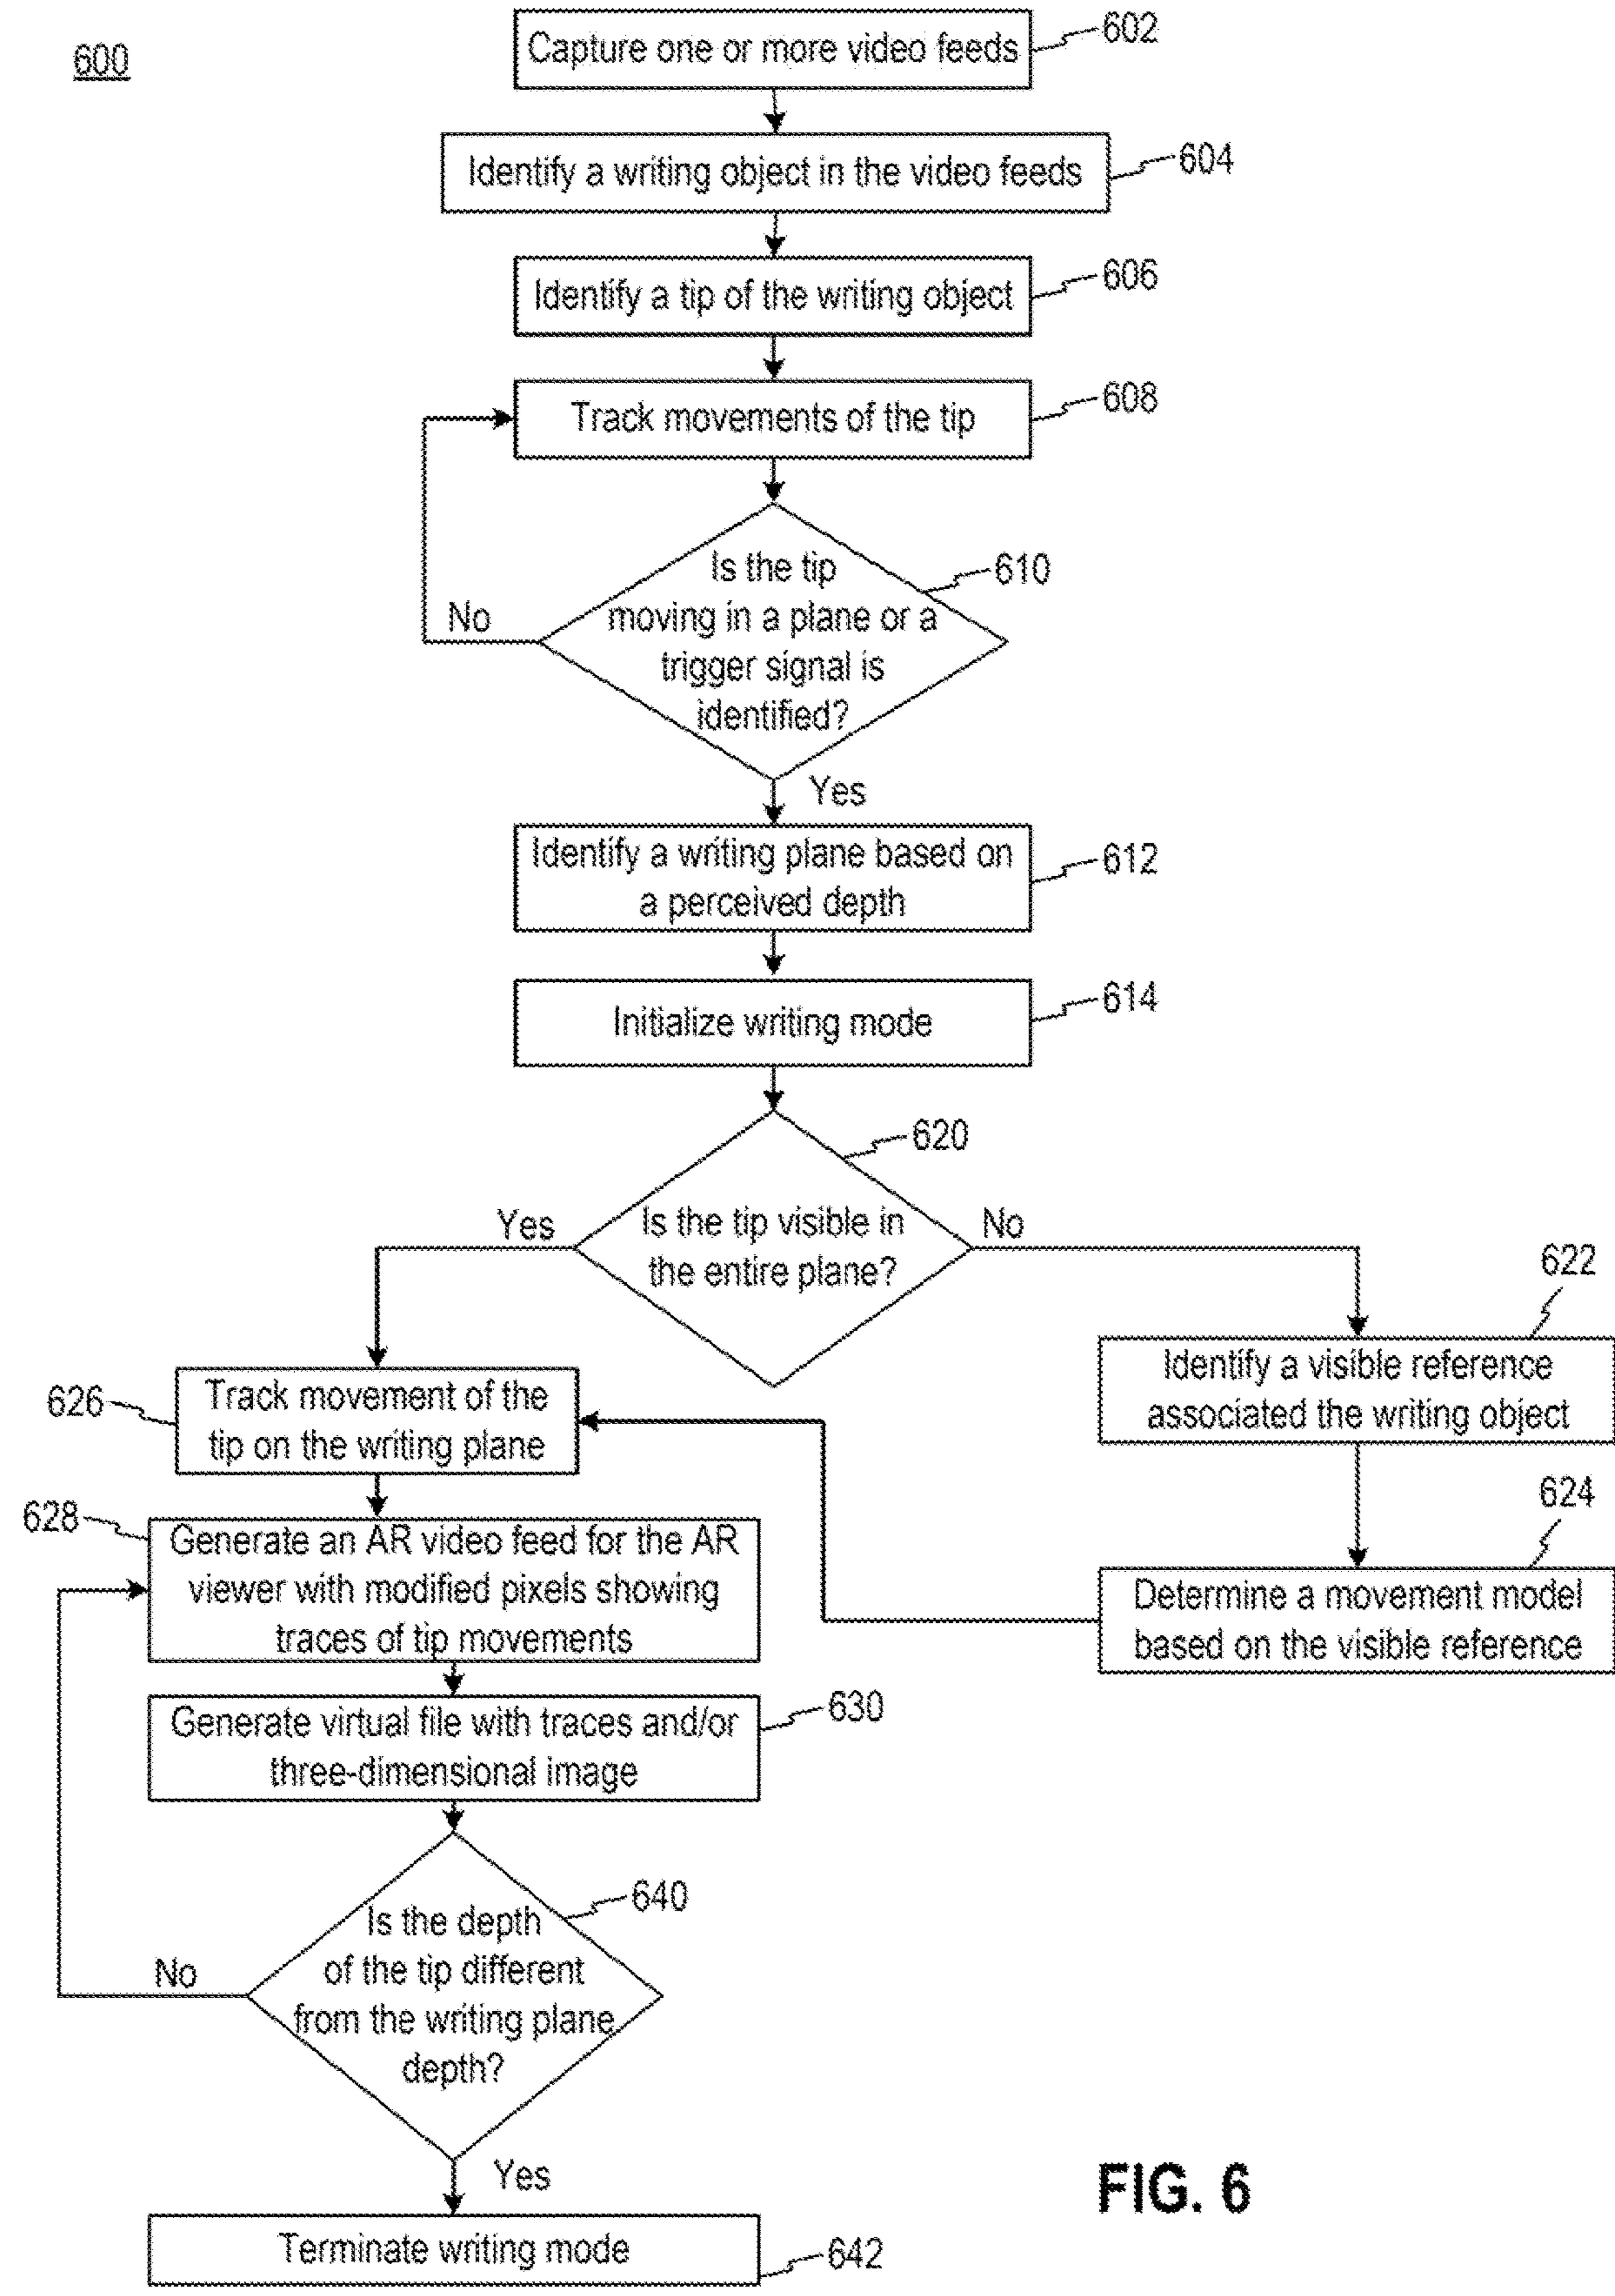 600
Capture one or more video feeds
602
Identify a writing object in the video feeds
604
Identify a tip of the writing object
606
Track movements of the tip
608
Is the tip
moving in a plane or a
trigger signal is
identified?
610
No
Yes
Identify a writing plane based on
a perceived depth
612
Initialize writing mode
614
Is the tip visible in
the entire plane?
620
Yes
No
622
Identify a visible reference
associated the writing object
624
Determine a movement model
based on the visible reference
626
Track movement of the
tip on the writing plane
628
Generate an AR video feed for the AR
viewer with modified pixels showing
traces of tip movements
Generate virtual file with traces and/or
three-dimensional image
630
Is the depth
of the tip different
from the writing plane
depth?
640
No
Yes
Terminate writing mode
642
FIG. 6